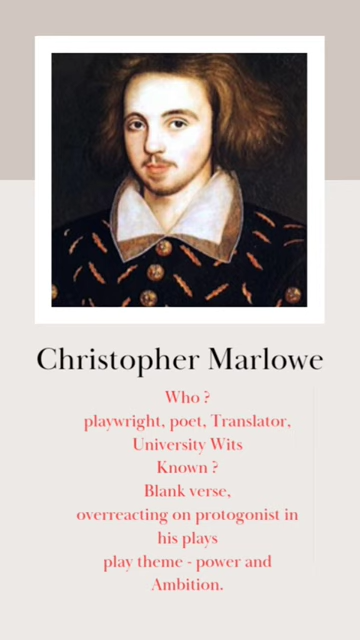 Christopher Marlowe
Who ?
playwright, poet, Translator,
University Wits
Known ?
Blank verse,
overreacting on protogonist in
his plays
play theme - power and
Ambition.